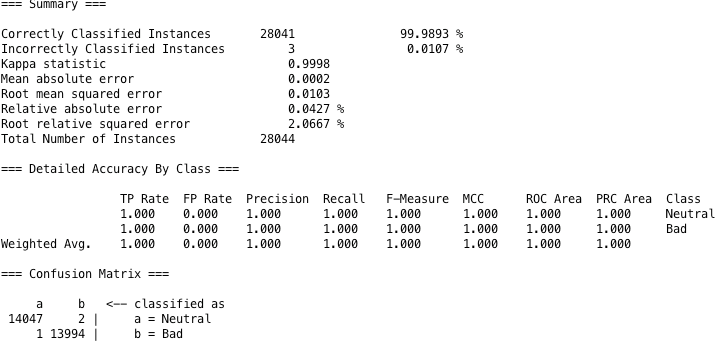 === Summary ===
Correctly Classified Instances 28041 99.9893 %
Incorrectly Classified Instances 3 0.0107 %
Kappa statistic 0.9998
Mean absolute error 0.0002
Root mean squared error 0.0103
Relative absolute error 0.0427 %
Root relative squared error 2.0667 %
Total Number of Instances 28044
=== Detailed Accuracy By Class ===
TP Rate FP Rate Precision Recall F-Measure MCC ROC Area PRC Area Class
1.000 0.000 1.000 1.000 1.000 1.000 1.000 1.000 Neutral
1.000 0.000 1.000 1.000 1.000 1.000 1.000 1.000 Bad
Weighted Avg. 1.000 0.000 1.000 1.000 1.000 1.000 1.000 1.000
=== Confusion Matrix ===
a b <-- classified as
14047 2 | a = Neutral
1 13994 | b = Bad